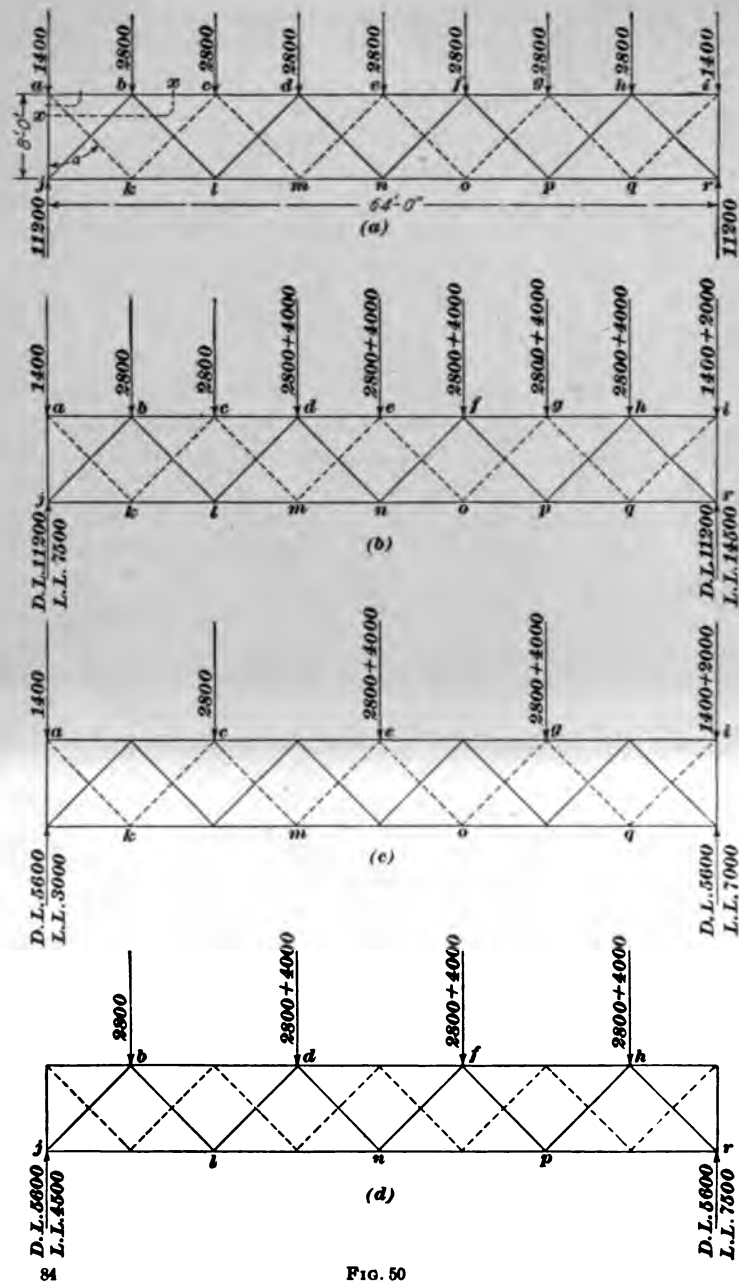 1400 2800 2800 2800 2800 2800 2800 2800 1400
a x b c d e f g h i
x
8'-0"
a
j k l m n o p q r
64'-0"
11200 11200
(a)
1400 2800 2800 2800+4000 2800+4000 2800+4000 2800+4000 2800+4000 1400+2000
a b c d e f g h i
j k l m n o p q r
D.L.11200 D.L.11200
L.L.7500 L.L.14500
(b)
1400 2800 2800+4000 2800+4000 1400+2000
a c e g i
k m o q
D.L.5600 D.L.5600
L.L.3000 L.L.7000
(c)
2800 2800+4000 2800+4000 2800+4000
b d f h
j l n p r
D.L.5600 D.L.5600
L.L.4500 L.L.7500
(d)
84 FIG. 50